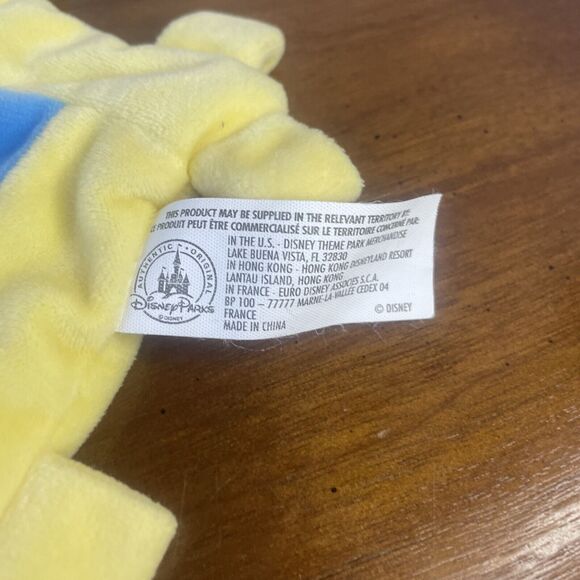 THIS PRODUCT MAY BE SUPPLIED IN THE RELEVANT TERRITORY BY:
CE PRODUIT PEUT ÊTRE COMMERCIALISÉ SUR LE TERRITOIRE CONCERNÉ PAR:
IN THE U.S. - DISNEY THEME PARK MERCHANDISE
LAKE BUENA VISTA, FL 32830
IN HONG KONG - HONG KONG DISNEYLAND RESORT
LANTAU ISLAND, HONG KONG
IN FRANCE - EURO DISNEY ASSOCIES S.C.A.
BP 100 - 77777 MARNE-LA-VALLÉE CEDEX 04
FRANCE
MADE IN CHINA
© DISNEY
AUTHENTIC • ORIGINAL
DISNEY PARKS
© DISNEY